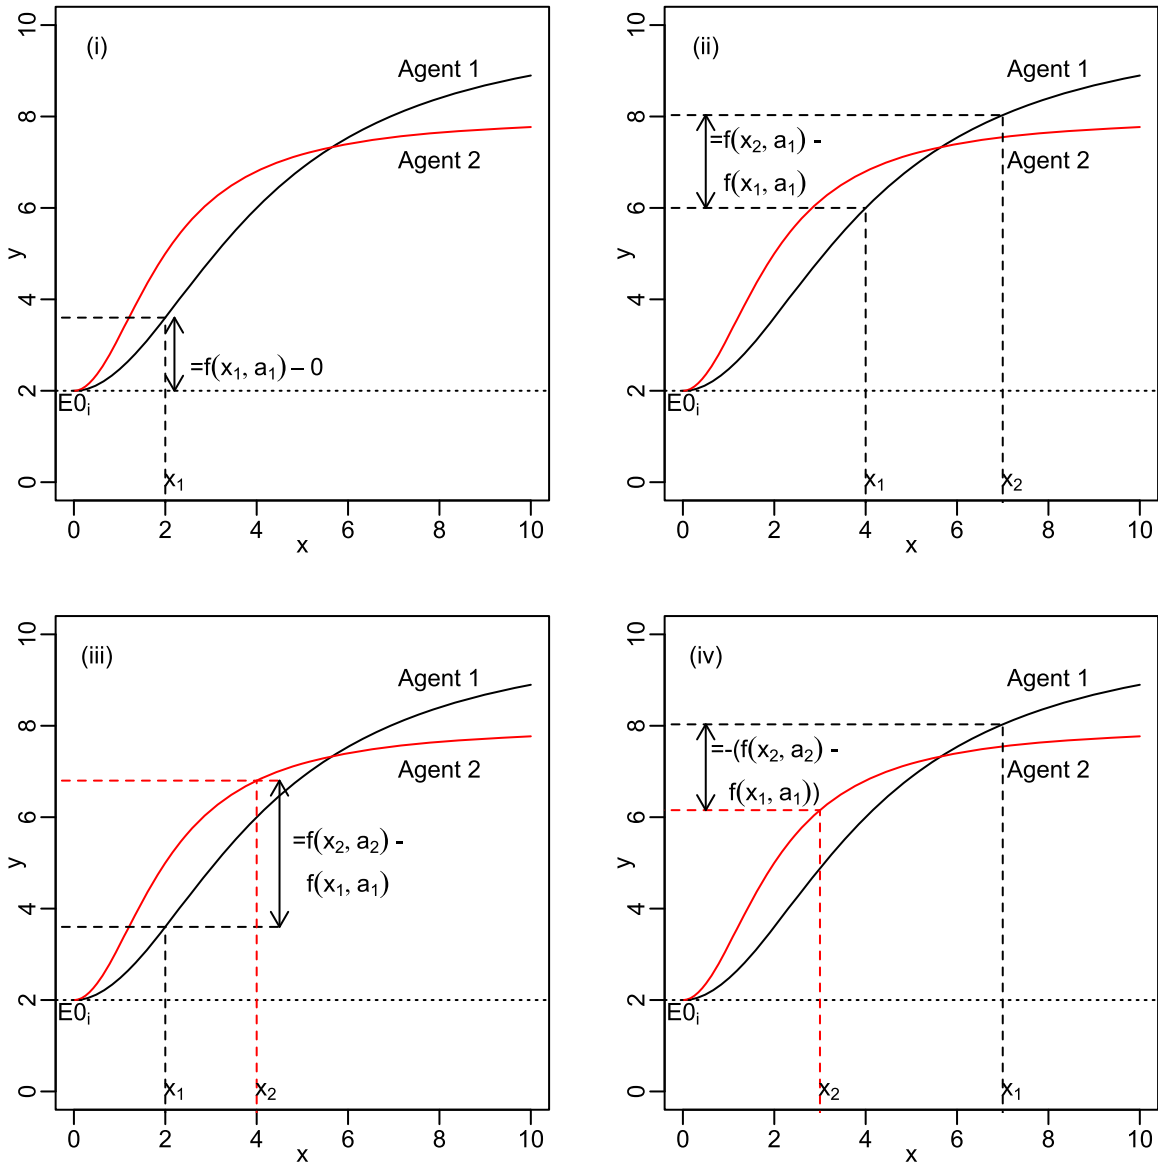 (i)
Agent 1
Agent 2
=f(x₁, a₁) – 0
E0ᵢ
x₁
y
0 2 4 6 8 10
0 2 4 6 8 10
x
(ii)
Agent 1
Agent 2
=f(x₂, a₁) -
f(x₁, a₁)
E0ᵢ
x₁ x₂
y
0 2 4 6 8 10
0 2 4 6 8 10
x
(iii)
Agent 1
Agent 2
=f(x₂, a₂) -
f(x₁, a₁)
E0ᵢ
x₁ x₂
y
0 2 4 6 8 10
0 2 4 6 8 10
x
(iv)
Agent 1
Agent 2
=-(f(x₂, a₂) -
f(x₁, a₁))
E0ᵢ
x₂ x₁
y
0 2 4 6 8 10
0 2 4 6 8 10
x